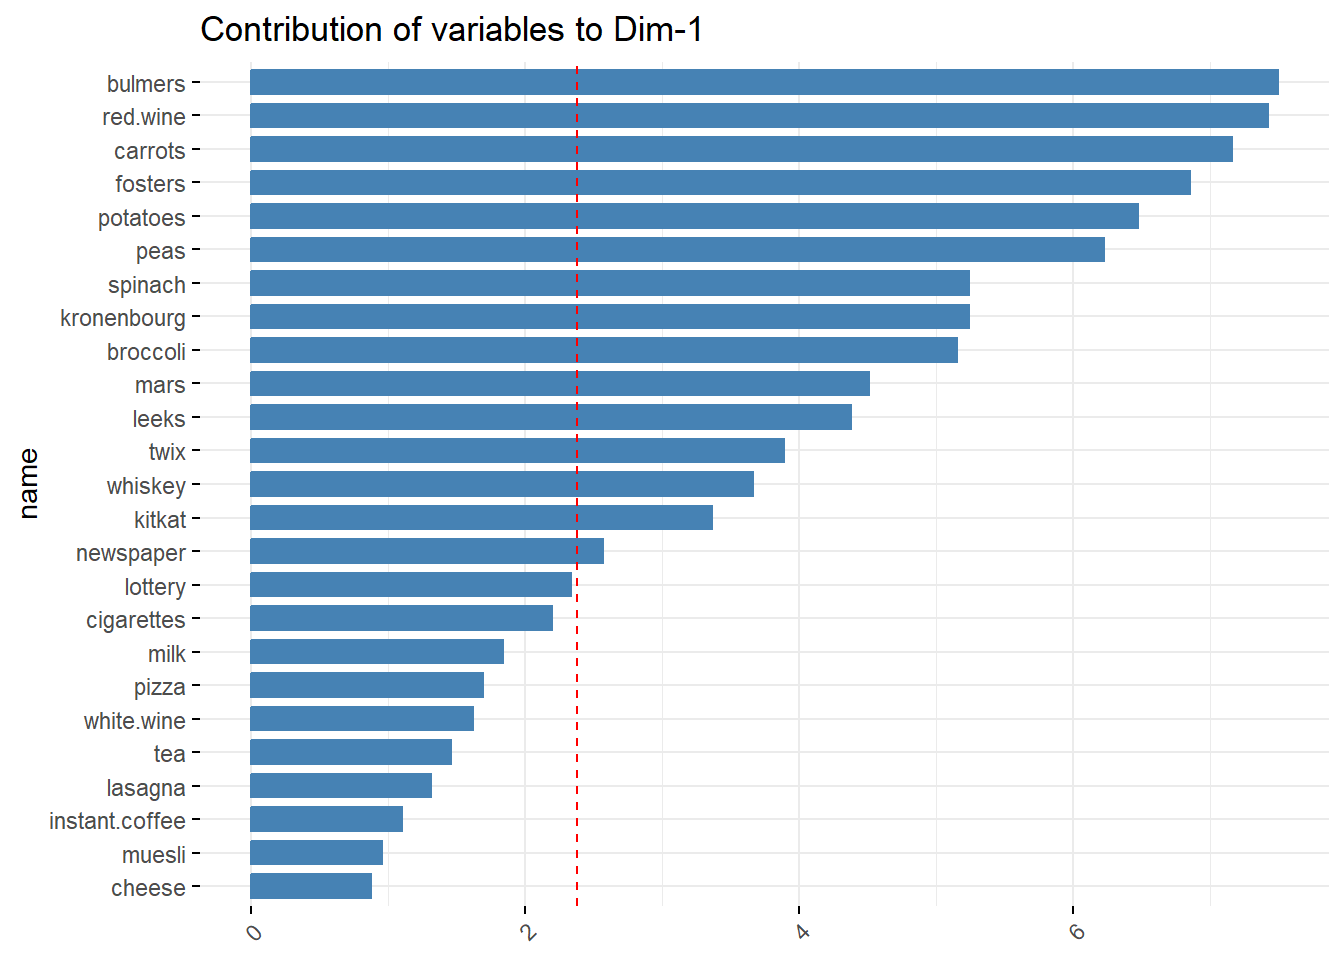 Contribution of variables to Dim-1
bulmers
red.wine
carrots
fosters
potatoes
peas
spinach
kronenbourg
broccoli
mars
leeks
twix
whiskey
kitkat
newspaper
lottery
cigarettes
milk
pizza
white.wine
tea
lasagna
instant.coffee
muesli
cheese
name
0 2 4 6